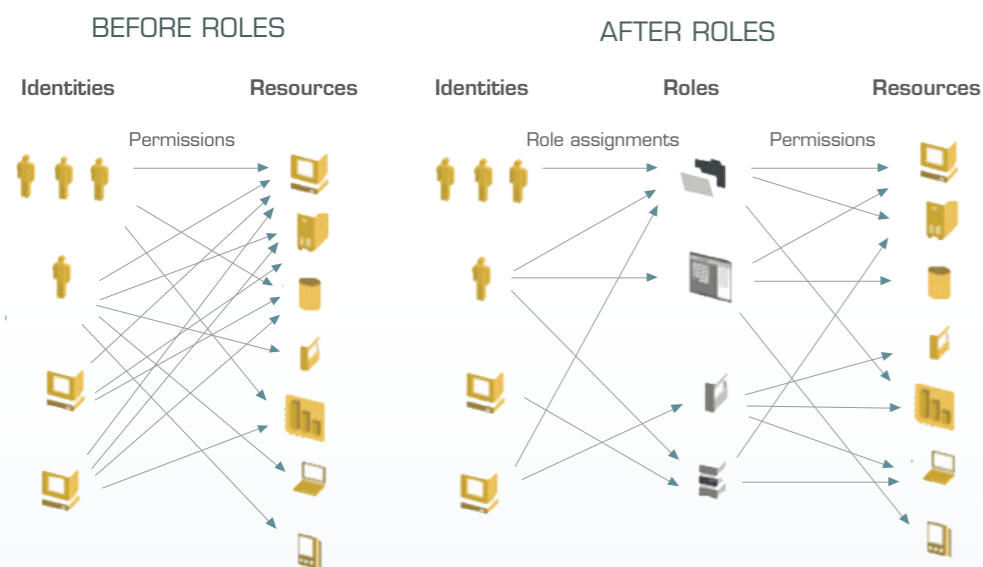 BEFORE ROLES
Identities Resources
Permissions
AFTER ROLES
Identities Roles Resources
Role assignments Permissions